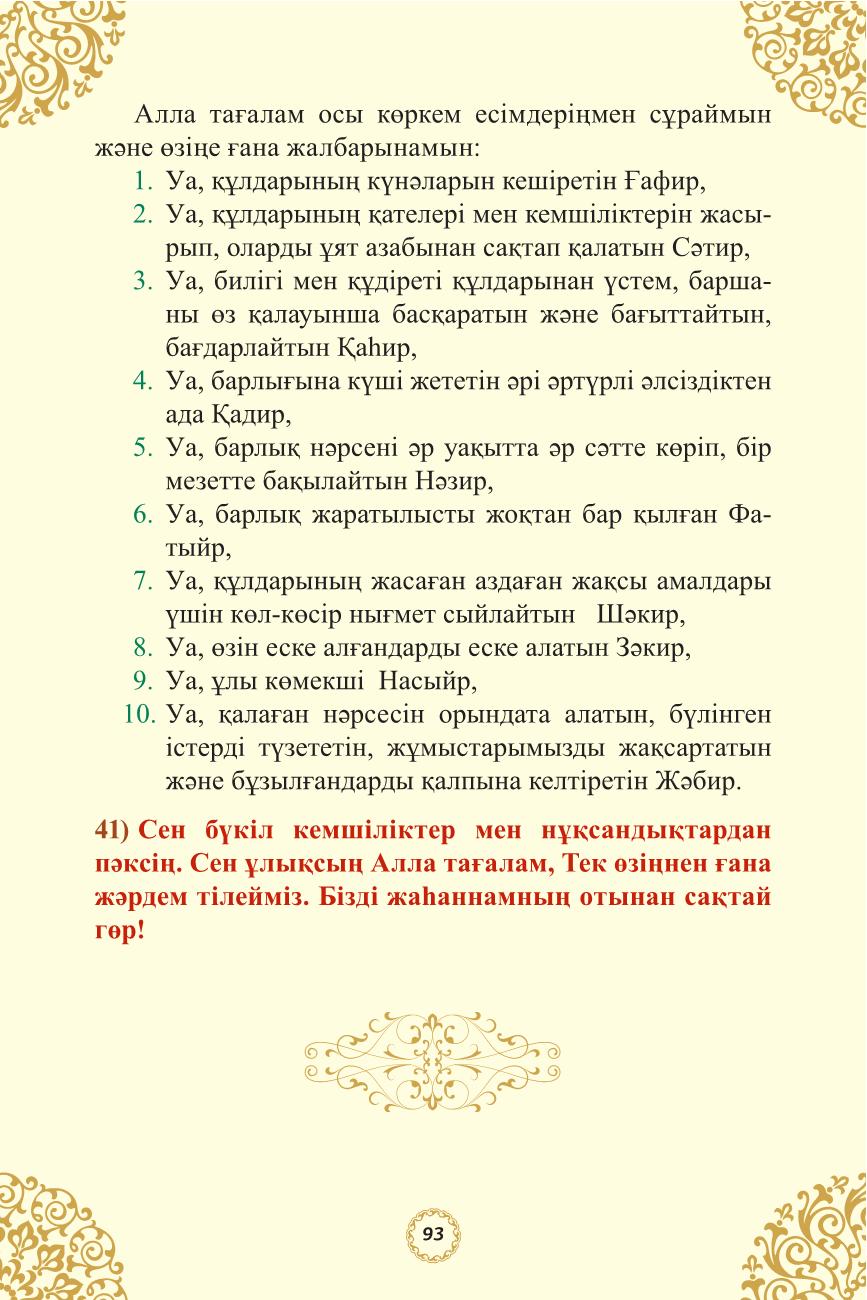 Алла тағалам осы көркем есімдеріңмен сұраймын
және өзіңе ғана жалбарынамын:
1. Уа, құлдарының күнәларын кешіретін Ғафир,
2. Уа, құлдарының қателері мен кемшіліктерін жасы-
рып, оларды ұят азабынан сақтап қалатын Сәтир,
3. Уа, билігі мен құдіреті құлдарынан үстем, барша-
ны өз қалауынша басқаратын және бағыттайтын,
бағдарлайтын Қаһир,
4. Уа, барлығына күші жететін әрі әртүрлі әлсіздіктен
ада Қадир,
5. Уа, барлық нәрсені әр уақытта әр сәтте көріп, бір
мезетте бақылайтын Нәзир,
6. Уа, барлық жаратылысты жоқтан бар қылған Фа-
тыйр,
7. Уа, құлдарының жасаған аздаған жақсы амалдары
үшін көл-көсір нығмет сыйлайтын Шәкир,
8. Уа, өзін еске алғандарды еске алатын Зәкир,
9. Уа, ұлы көмекші Насыйр,
10. Уа, қалаған нәрсесін орындата алатын, бүлінген
істерді түзететін, жұмыстарымызды жақсартатын
және бұзылғандарды қалпына келтіретін Жәбир.
41) Сен бүкіл кемшіліктер мен нұқсандықтардан
пәксің. Сен ұлықсың Алла тағалам, Тек өзіңнен ғана
жәрдем тілейміз. Бізді жаһаннамның отынан сақтай
гөр!
93